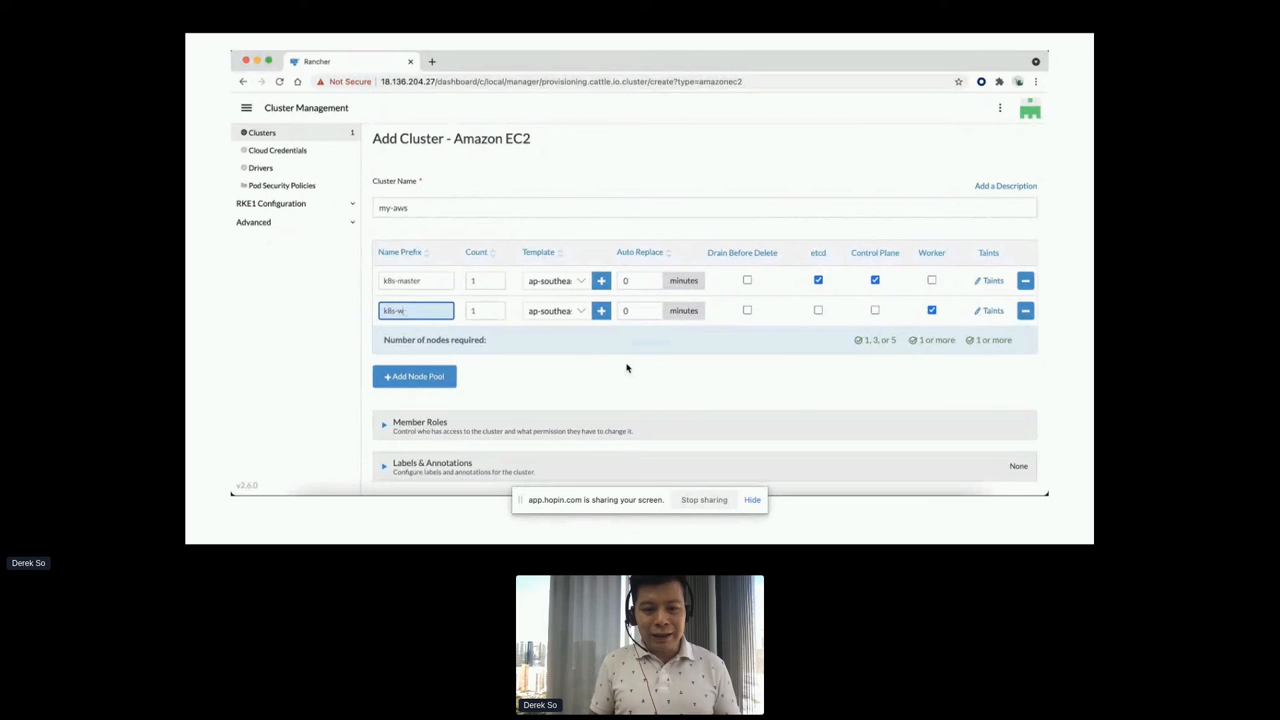 Rancher
Not Secure 18.136.204.27/dashboard/c/local/manager/provisioning.cattle.io.cluster/create?type=amazonec2
Cluster Management
Clusters 1
Cloud Credentials
Drivers
Pod Security Policies
RKE1 Configuration
Advanced
v2.6.0
Add Cluster - Amazon EC2
Cluster Name *
Add a Description
my-aws
Name Prefix Count Template Auto Replace Drain Before Delete etcd Control Plane Worker Taints
k8s-master 1 ap-southea 0 minutes Taints
k8s-w 1 ap-southea 0 minutes Taints
Number of nodes required: 1, 3, or 5 1 or more 1 or more
+ Add Node Pool
Member Roles
Control who has access to the cluster and what permission they have to change it.
Labels & Annotations None
Configure labels and annotations for the cluster.
app.hopin.com is sharing your screen. Stop sharing Hide
Derek So
Derek So